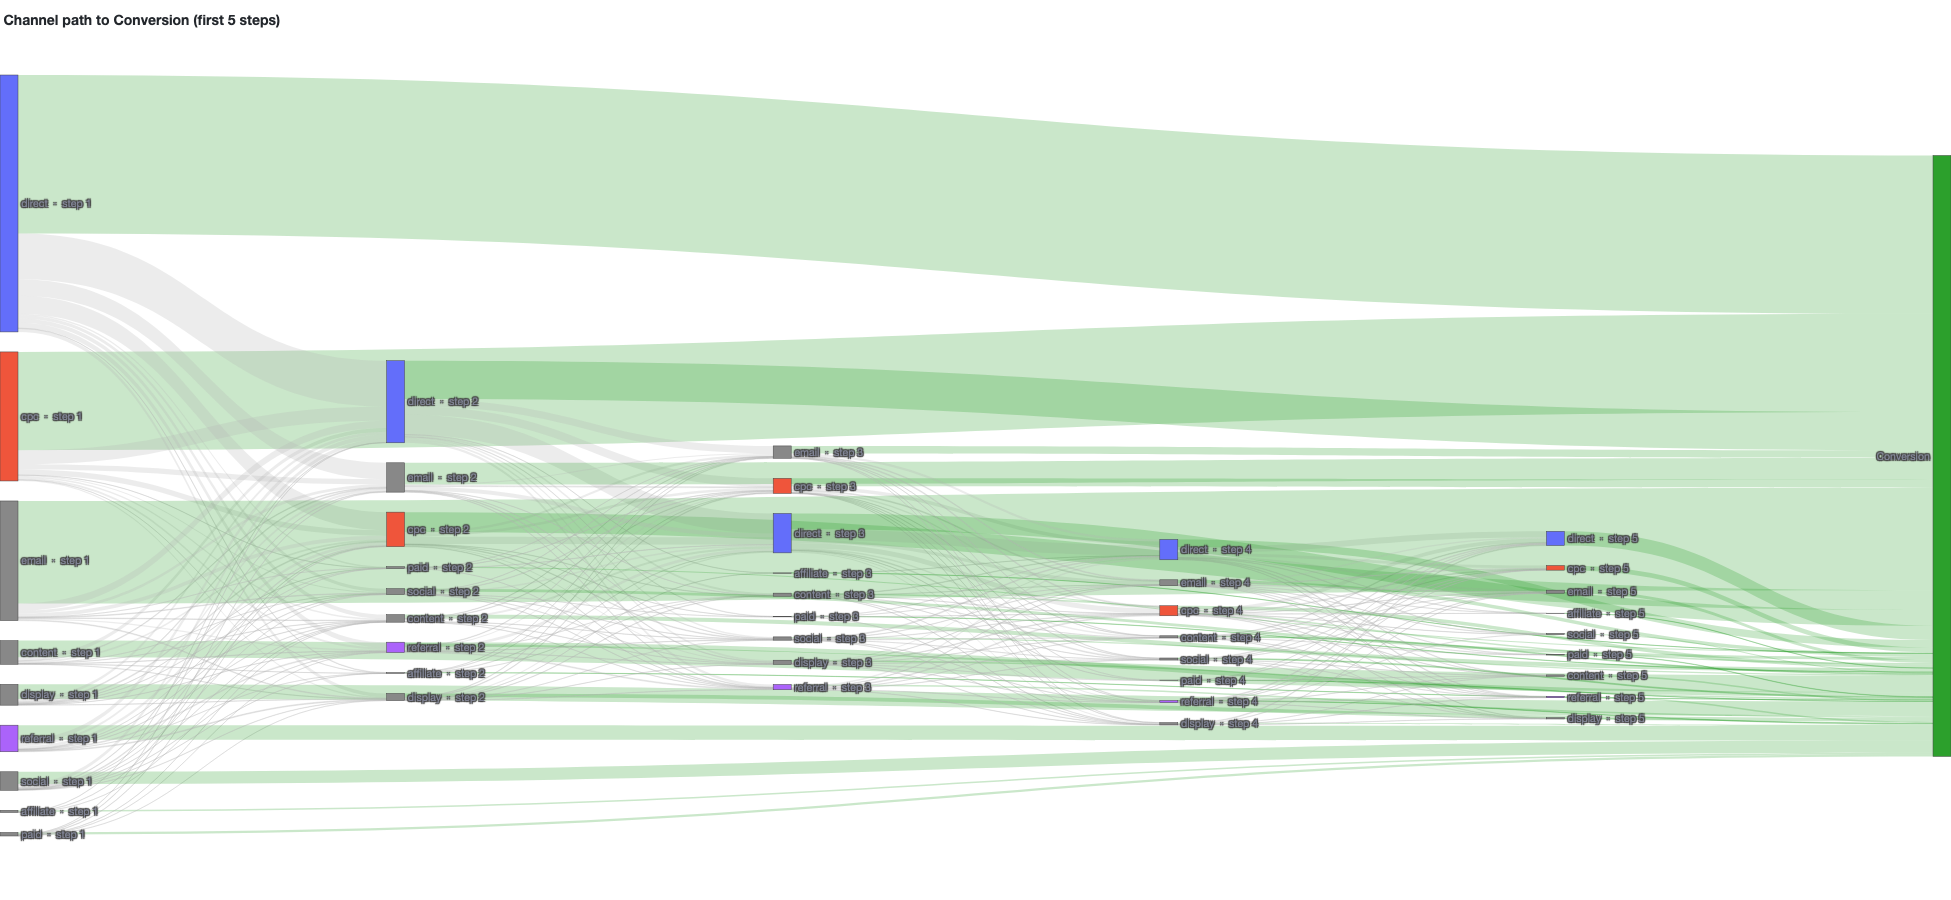 Channel path to Conversion (first 5 steps)
direct • step 1
cpc • step 1
email • step 1
content • step 1
display • step 1
referral • step 1
social • step 1
affiliate • step 1
paid • step 1
direct • step 2
email • step 2
cpc • step 2
paid • step 2
social • step 2
content • step 2
referral • step 2
affiliate • step 2
display • step 2
email • step 3
cpc • step 3
direct • step 3
affiliate • step 3
content • step 3
paid • step 3
social • step 3
display • step 3
referral • step 3
direct • step 4
email • step 4
cpc • step 4
content • step 4
social • step 4
paid • step 4
referral • step 4
display • step 4
direct • step 5
cpc • step 5
email • step 5
affiliate • step 5
social • step 5
paid • step 5
content • step 5
referral • step 5
display • step 5
Conversion